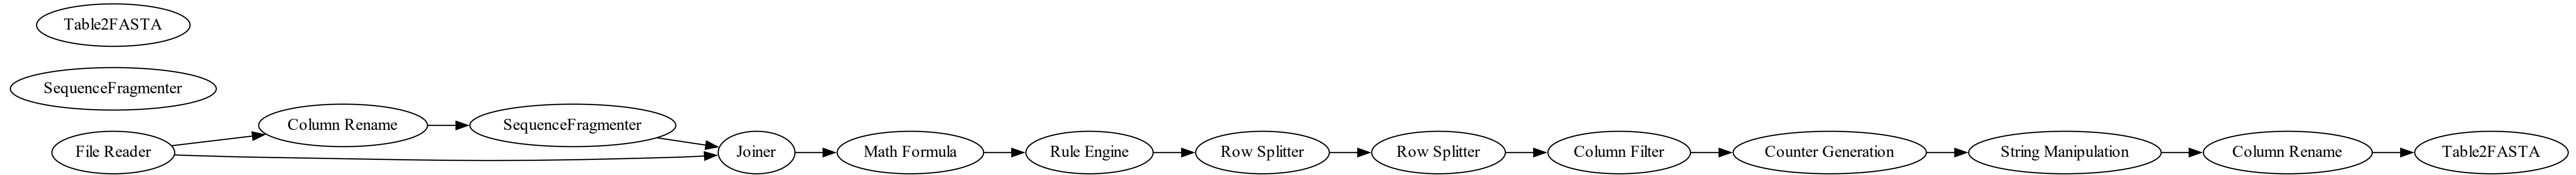 Table2FASTA
SequenceFragmenter
File Reader
Column Rename
SequenceFragmenter
Joiner
Math Formula
Rule Engine
Row Splitter
Row Splitter
Column Filter
Counter Generation
String Manipulation
Column Rename
Table2FASTA